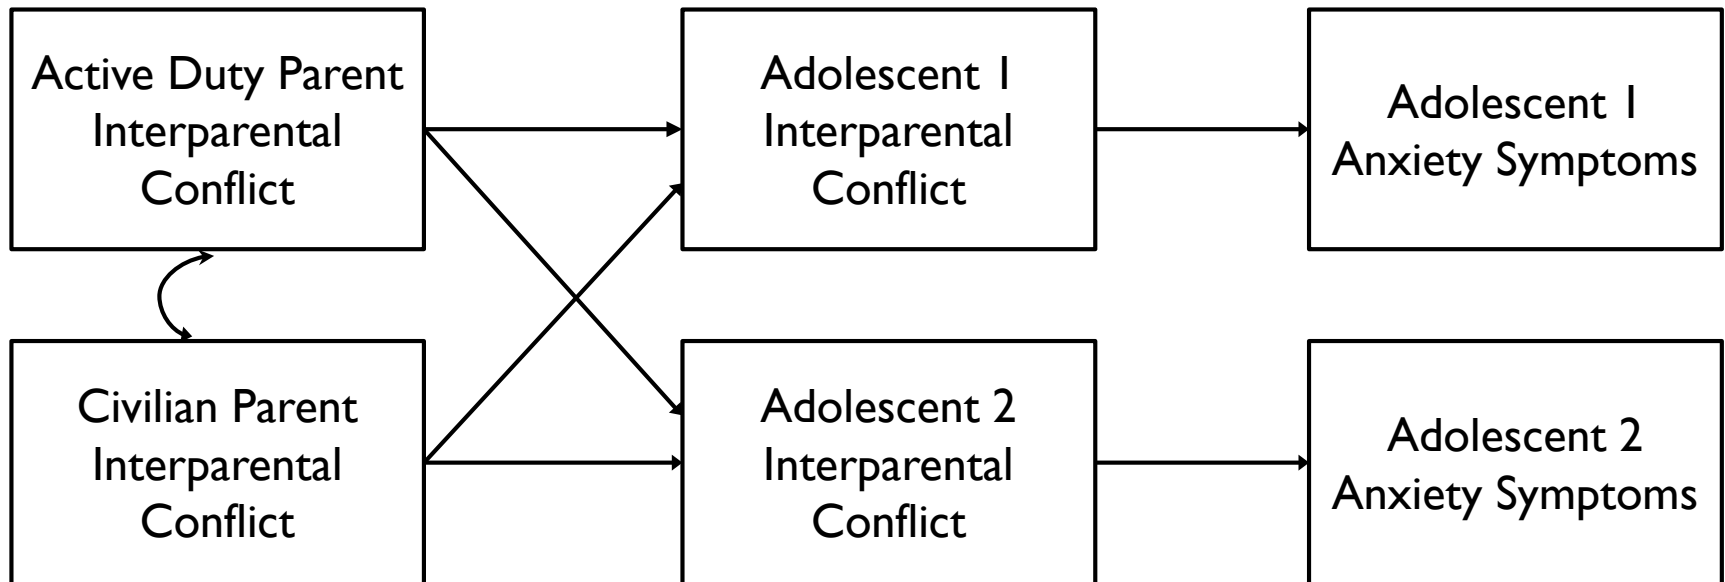 Active Duty Parent
Interparental
Conflict
Adolescent 1
Interparental
Conflict
Adolescent 1
Anxiety Symptoms
Civilian Parent
Interparental
Conflict
Adolescent 2
Interparental
Conflict
Adolescent 2
Anxiety Symptoms